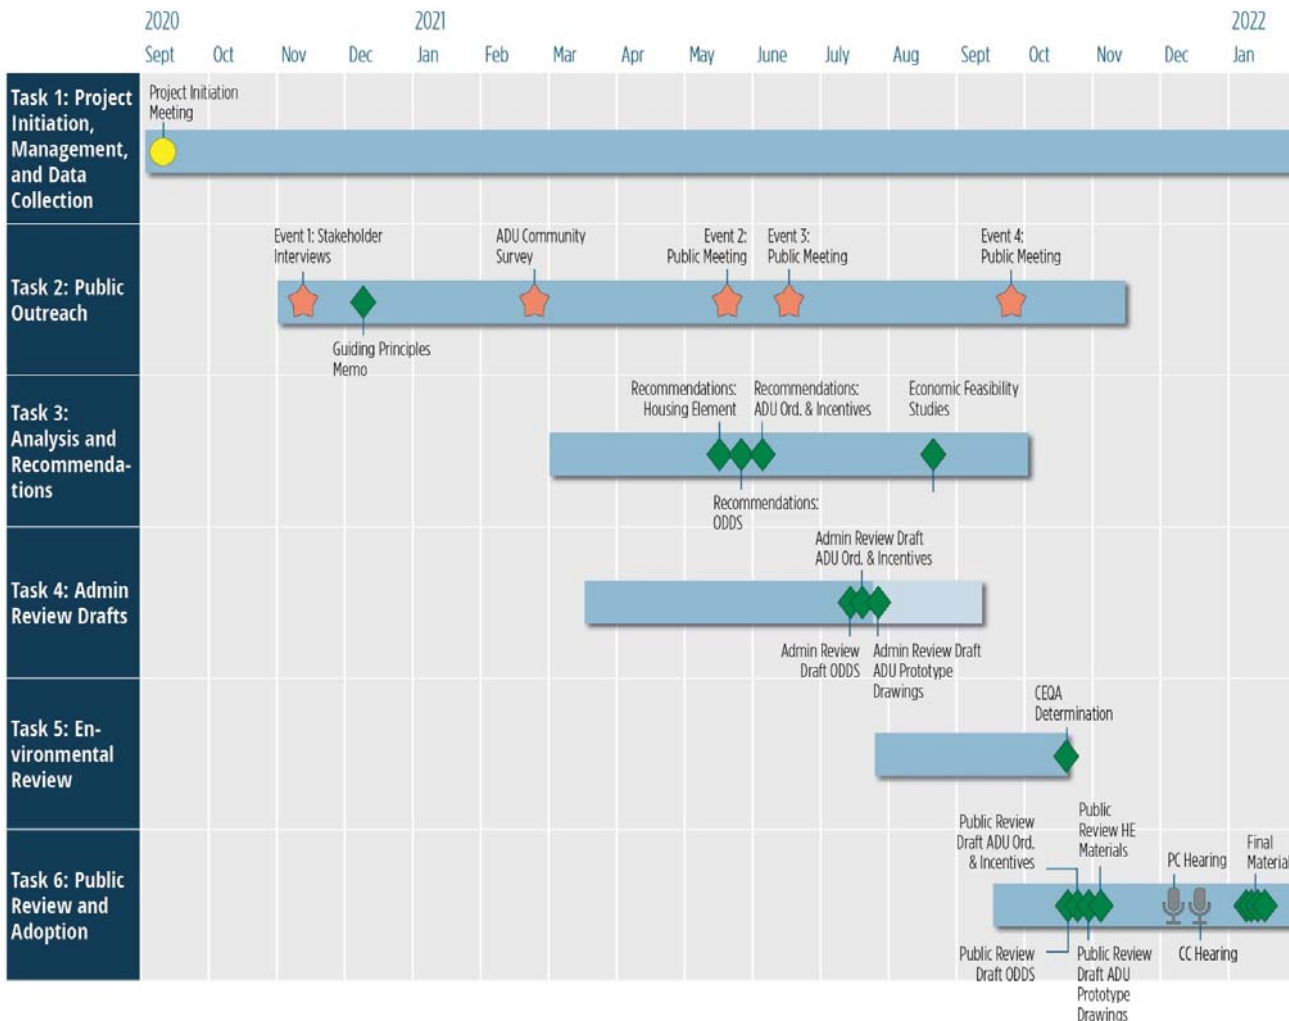 2020
2021
2022
Sept
Oct
Nov
Dec
Jan
Feb
Mar
Apr
May
June
July
Aug
Sept
Oct
Nov
Dec
Jan
Task 1: Project
Initiation,
Management,
and Data
Collection
Project Initiation
Meeting
Task 2: Public
Outreach
Event 1: Stakeholder
Interviews
ADU Community
Survey
Event 2:
Public Meeting
Event 3:
Public Meeting
Event 4:
Public Meeting
Guiding Principles
Memo
Task 3:
Analysis and
Recommenda-
tions
Recommendations:
Housing Element
Recommendations:
ADU Ord. & Incentives
Economic Feasibility
Studies
Recommendations:
ODDS
Task 4: Admin
Review Drafts
Admin Review Draft
ADU Ord. & Incentives
Admin Review
Draft ODDS
Admin Review Draft
ADU Prototype
Drawings
Task 5: En-
vironmental
Review
CEQA
Determination
Task 6: Public
Review and
Adoption
Public Review
Draft ADU Ord.
& Incentives
Public
Review HE
Materials
PC Hearing
Final
Material
Public Review
Draft ODDS
Public Review
Draft ADU
Prototype
Drawings
CC Hearing